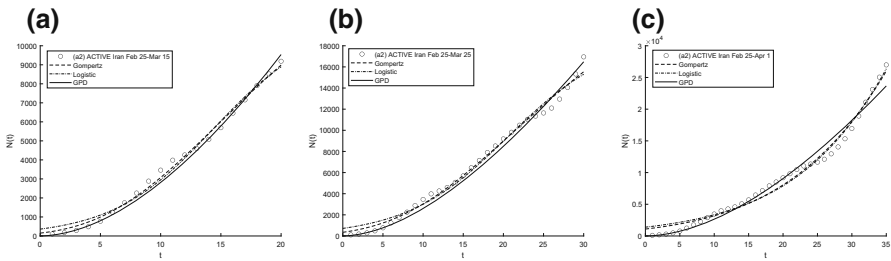 (a)
10000
9000
8000
7000
6000
5000
4000
3000
2000
1000
0
N(t)
(a2) ACTIVE Iran Feb 25-Mar 15
Gompertz
Logistic
GPD
0 5 10 15 20
t
(b)
18000
16000
14000
12000
10000
8000
6000
4000
2000
0
N(t)
(a2) ACTIVE Iran Feb 25-Mar 25
Gompertz
Logistic
GPD
0 5 10 15 20 25 30
t
(c)
×10⁴
3
2.5
2
1.5
1
0.5
0
N(t)
(a2) ACTIVE Iran Feb 25-Apr 1
Gompertz
Logistic
GPD
0 5 10 15 20 25 30 35
t